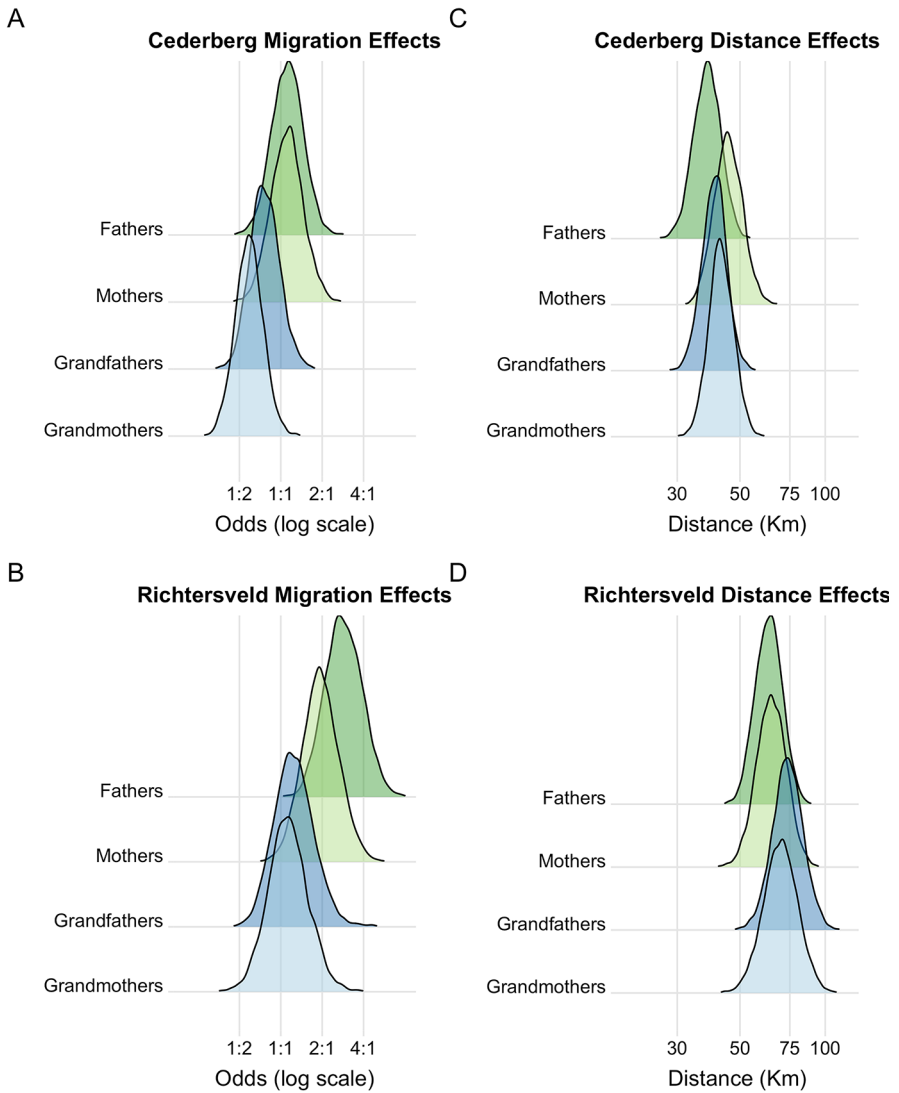 A
Cederberg Migration Effects
Fathers
Mothers
Grandfathers
Grandmothers
1:2 1:1 2:1 4:1
Odds (log scale)
C
Cederberg Distance Effects
Fathers
Mothers
Grandfathers
Grandmothers
30 50 75 100
Distance (Km)
B
Richtersveld Migration Effects
Fathers
Mothers
Grandfathers
Grandmothers
1:2 1:1 2:1 4:1
Odds (log scale)
D
Richtersveld Distance Effects
Fathers
Mothers
Grandfathers
Grandmothers
30 50 75 100
Distance (Km)